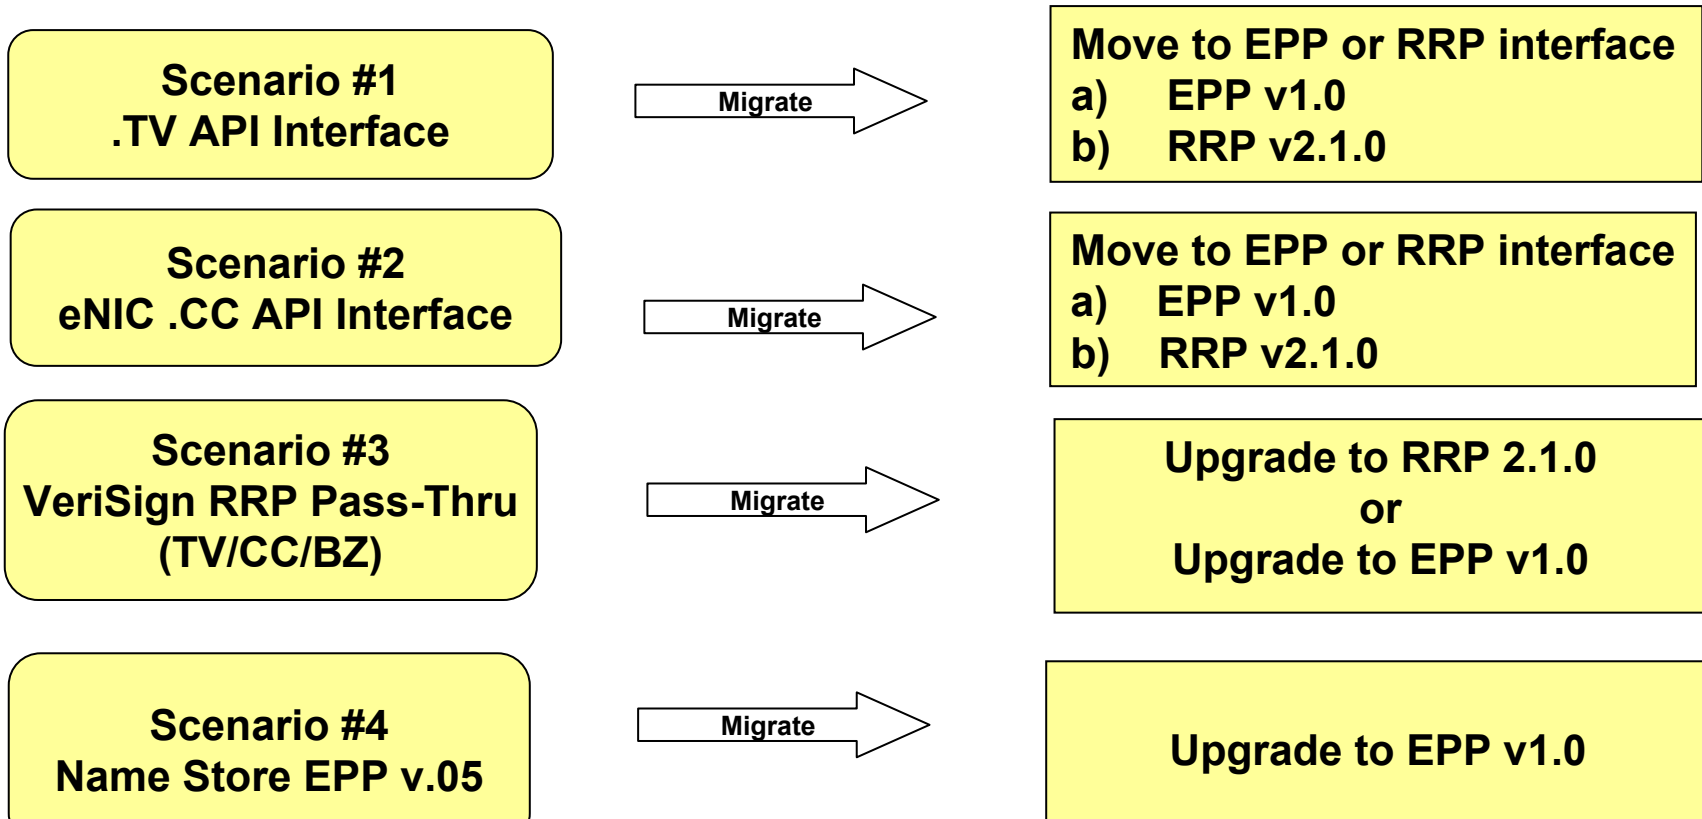 Scenario #1
.TV API Interface
Migrate
Move to EPP or RRP interface
a) EPP v1.0
b) RRP v2.1.0
Scenario #2
eNIC .CC API Interface
Migrate
Move to EPP or RRP interface
a) EPP v1.0
b) RRP v2.1.0
Scenario #3
VeriSign RRP Pass-Thru
(TV/CC/BZ)
Migrate
Upgrade to RRP 2.1.0
or
Upgrade to EPP v1.0
Scenario #4
Name Store EPP v.05
Migrate
Upgrade to EPP v1.0